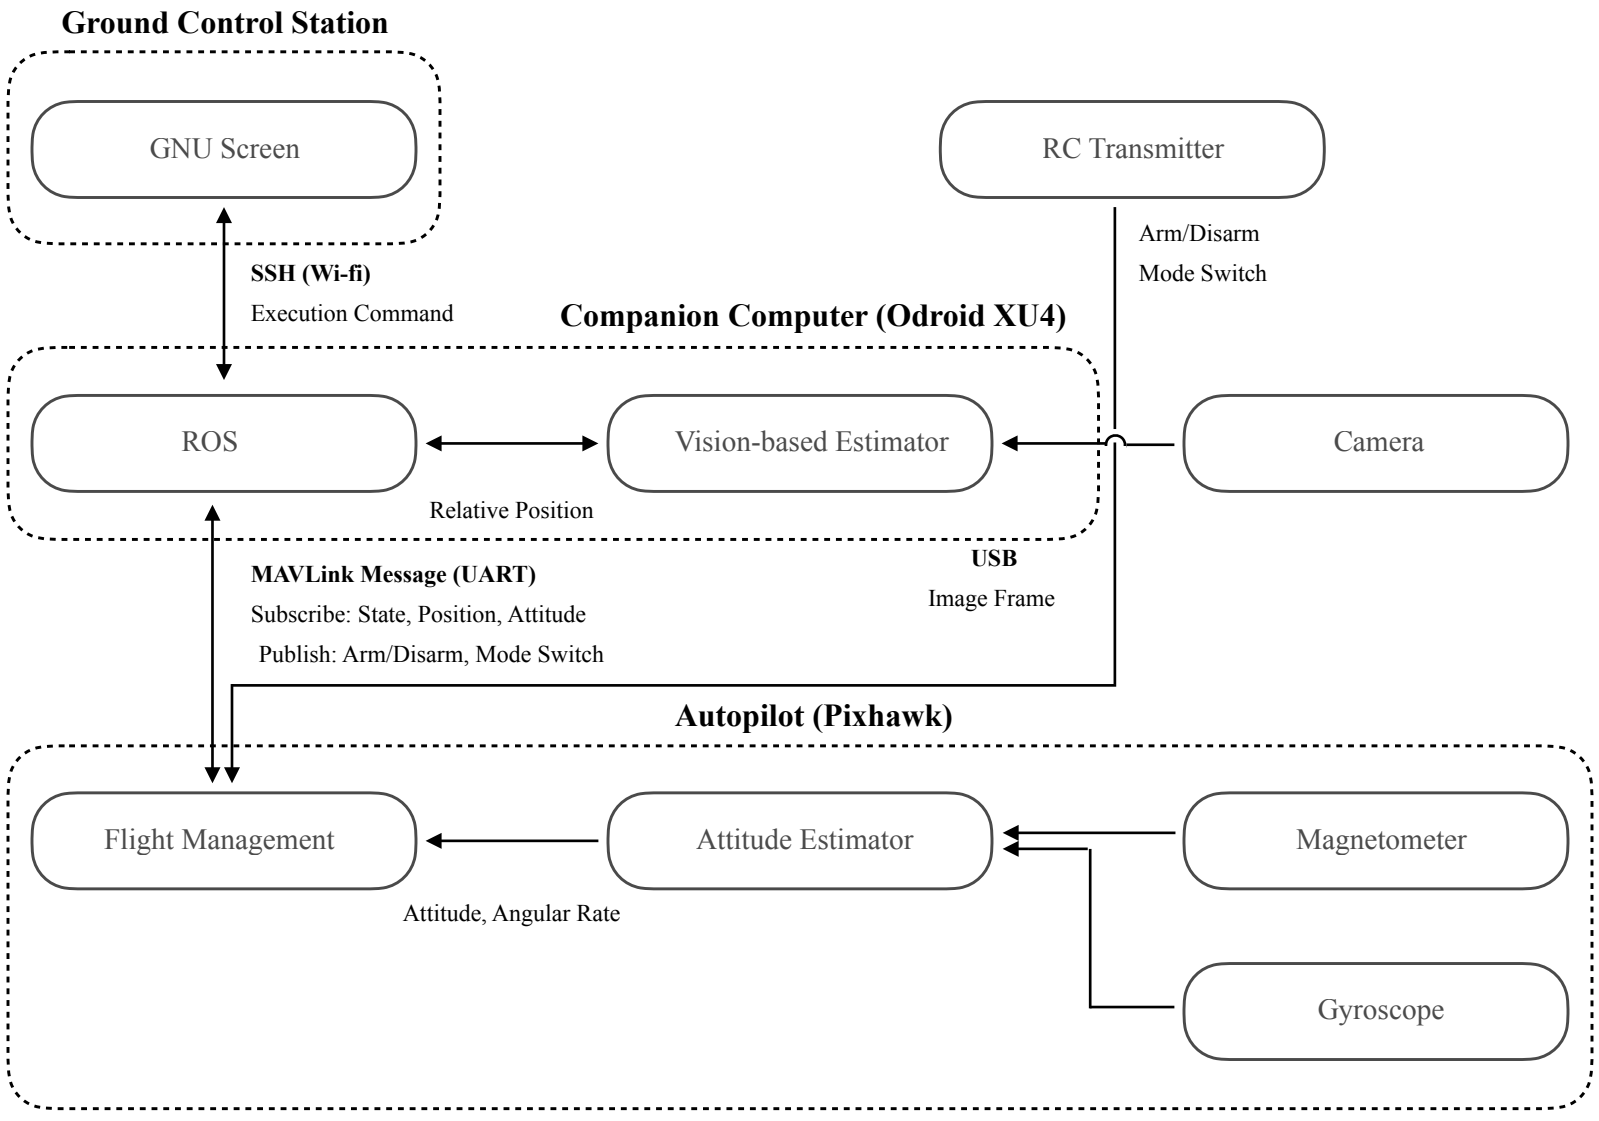 Ground Control Station
GNU Screen
RC Transmitter
Arm/Disarm
Mode Switch
SSH (Wi-fi)
Execution Command
Companion Computer (Odroid XU4)
ROS
Vision-based Estimator
Camera
Relative Position
USB
Image Frame
MAVLink Message (UART)
Subscribe: State, Position, Attitude
Publish: Arm/Disarm, Mode Switch
Autopilot (Pixhawk)
Flight Management
Attitude Estimator
Magnetometer
Attitude, Angular Rate
Gyroscope